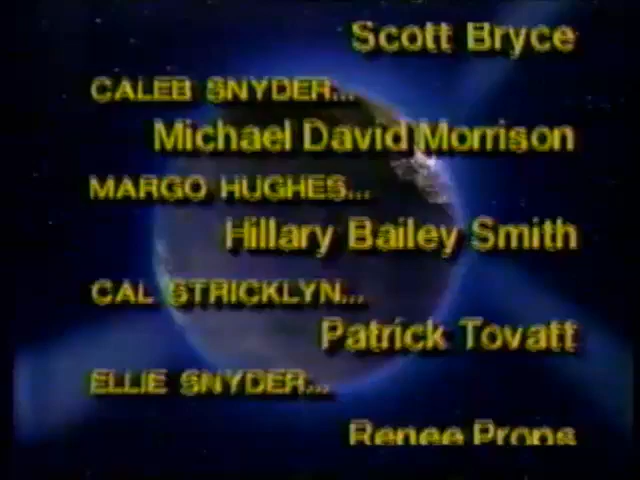 Scott Bryce
CALEB SNYDER...
Michael David Morrison
MARGO HUGHES...
Hillary Bailey Smith
CAL STRICKLYN...
Patrick Tovatt
ELLIE SNYDER...
Renee Props